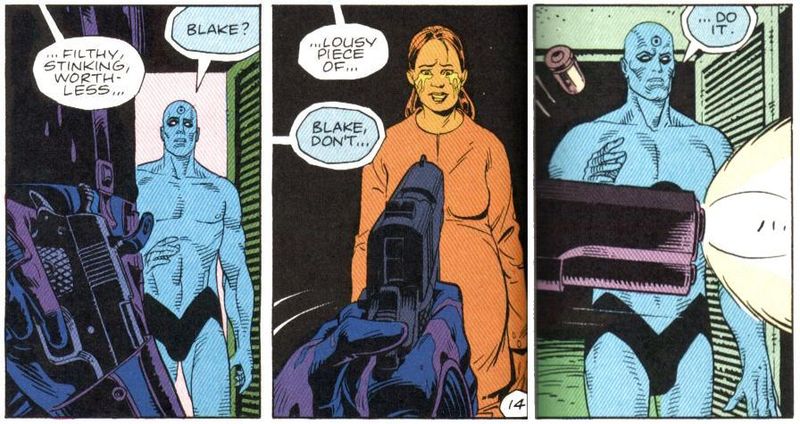 ...FILTHY,
STINKING,
WORTH-
LESS...
BLAKE?
...LOUSY
PIECE
OF...
BLAKE,
DON'T...
14
...DO
IT.